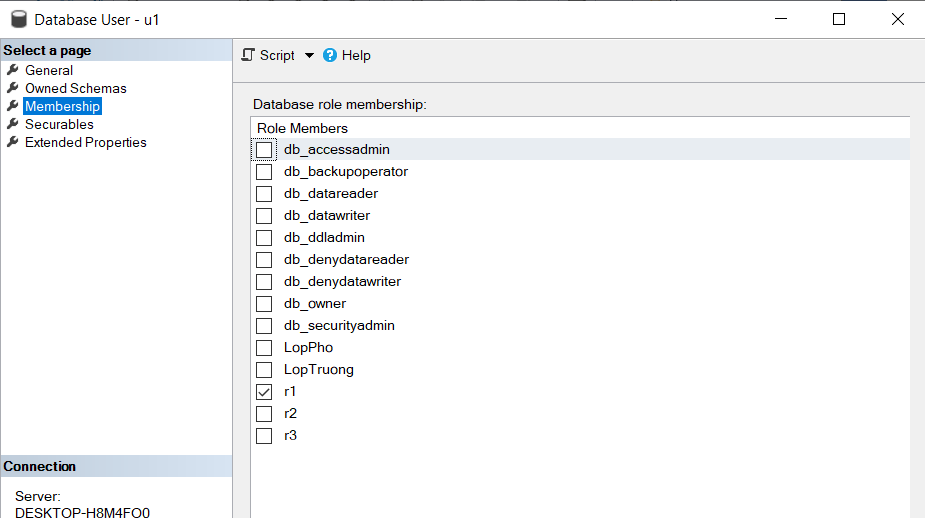 Database User - u1
Select a page
General
Owned Schemas
Membership
Securables
Extended Properties
Script
Help
Database role membership:
Role Members
db_accessadmin
db_backupoperator
db_datareader
db_datawriter
db_ddladmin
db_denydatareader
db_denydatawriter
db_owner
db_securityadmin
LopPho
LopTruong
r1
r2
r3
Connection
Server:
DESKTOP-H8M4FO0